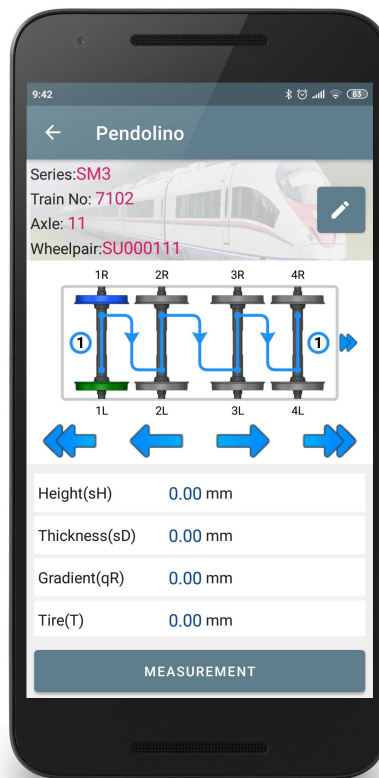 9:42
83
Pendolino
Series:SM3
Train No: 7102
Axle: 11
Wheelpair:SU000111
1R 2R 3R 4R
1 1
1L 2L 3L 4L
Height(sH) 0.00 mm
Thickness(sD) 0.00 mm
Gradient(qR) 0.00 mm
Tire(T) 0.00 mm
MEASUREMENT